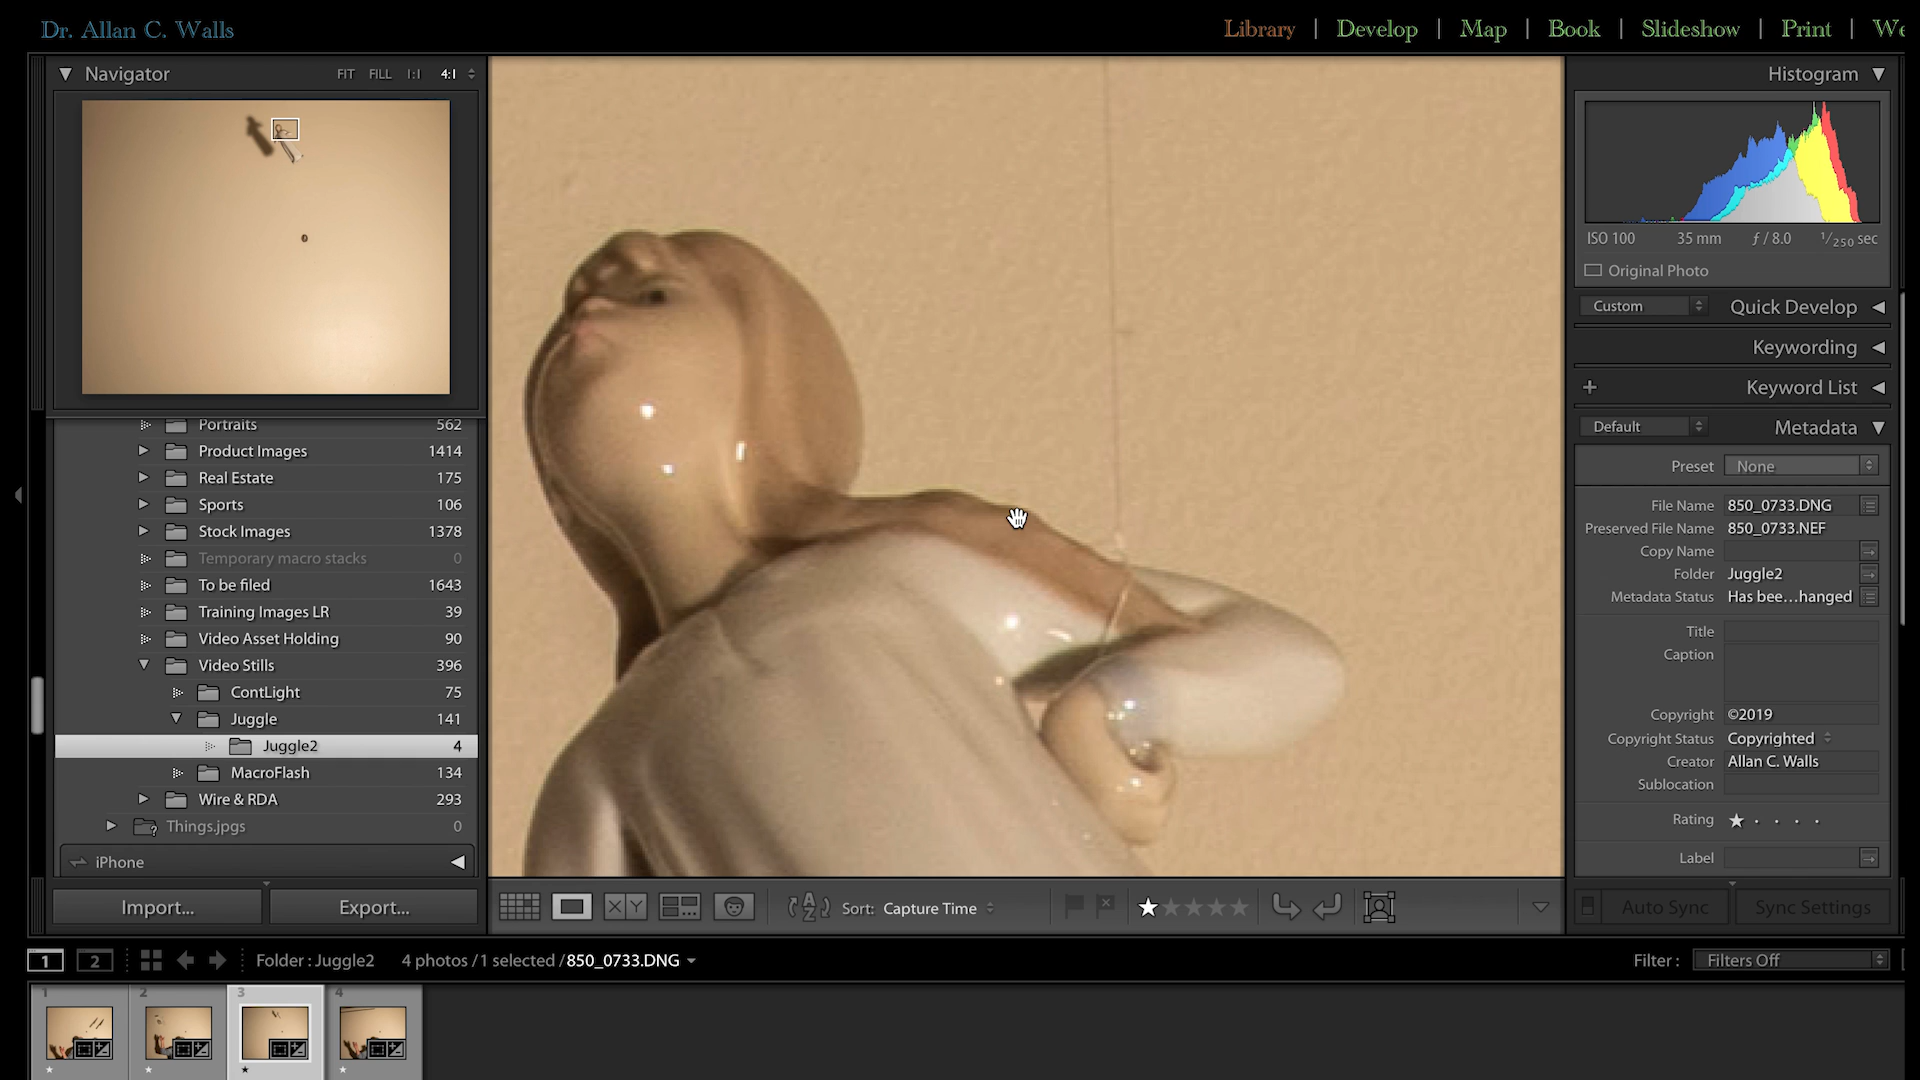 Dr. Allan C. Walls
Library | Develop | Map | Book | Slideshow | Print |
Navigator FIT FILL 1:1 4:1
Portraits 562
Product Images 1414
Real Estate 175
Sports 106
Stock Images 1378
Temporary macro stacks 0
To be filed 1643
Training Images LR 39
Video Asset Holding 90
Video Stills 396
ContLight 75
Juggle 141
Juggle2 4
MacroFlash 134
Wire & RDA 293
Things.jpgs 0
iPhone
Import... Export...
X Y
A Z Sort: Capture Time
Histogram
ISO 100 35 mm ƒ / 8.0 1/250 sec
Original Photo
Custom Quick Develop
Keywording
+ Keyword List
Default Metadata
Preset None
File Name 850_0733.DNG
Preserved File Name 850_0733.NEF
Copy Name
Folder Juggle2
Metadata Status Has bee...hanged
Title
Caption
Copyright ©2019
Copyright Status Copyrighted
Creator Allan C. Walls
Sublocation
Rating
Label
Auto Sync Sync Settings
1 2 Folder : Juggle2 4 photos / 1 selected / 850_0733.DNG Filter : Filters Off
1 2 3 4